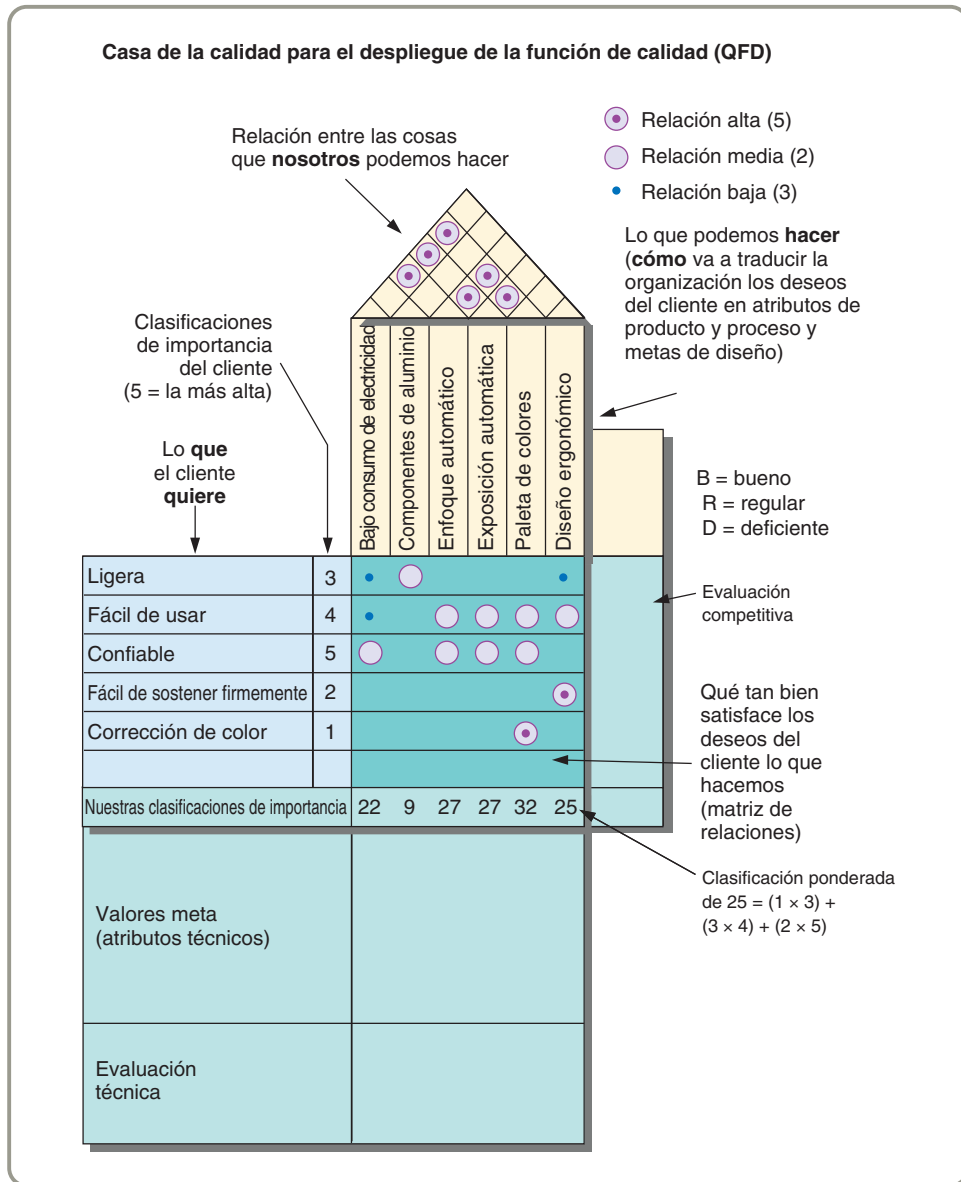 Casa de la calidad para el despliegue de la función de calidad (QFD)
Relación entre las cosas
que nosotros podemos hacer
Relación alta (5)
Relación media (2)
Relación baja (3)
Lo que podemos hacer
(cómo va a traducir la
organización los deseos
del cliente en atributos de
producto y proceso y
metas de diseño)
Clasificaciones
de importancia
del cliente
(5 = la más alta)
Lo que
el cliente
quiere
Bajo consumo de electricidad
Componentes de aluminio
Enfoque automático
Exposición automática
Paleta de colores
Diseño ergonómico
B = bueno
R = regular
D = deficiente
Ligera 3
Fácil de usar 4
Confiable 5
Fácil de sostener firmemente 2
Corrección de color 1
Nuestras clasificaciones de importancia 22 9 27 27 32 25
Evaluación
competitiva
Qué tan bien
satisface los
deseos del
cliente lo que
hacemos
(matriz de
relaciones)
Clasificación ponderada
de 25 = (1 × 3) +
(3 × 4) + (2 × 5)
Valores meta
(atributos técnicos)
Evaluación
técnica